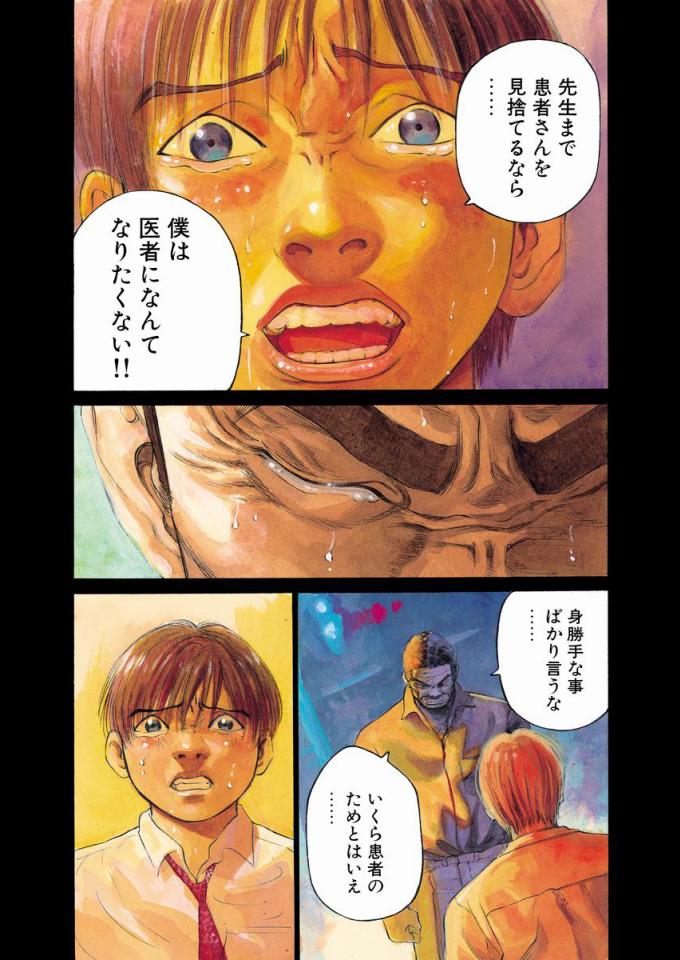 先生まで
患者さんを
見捨てるなら
……
僕は
医者になんて
なりたくない!!
身勝手な事
ばかり言うな
……
いくら患者の
ためとはいえ
……